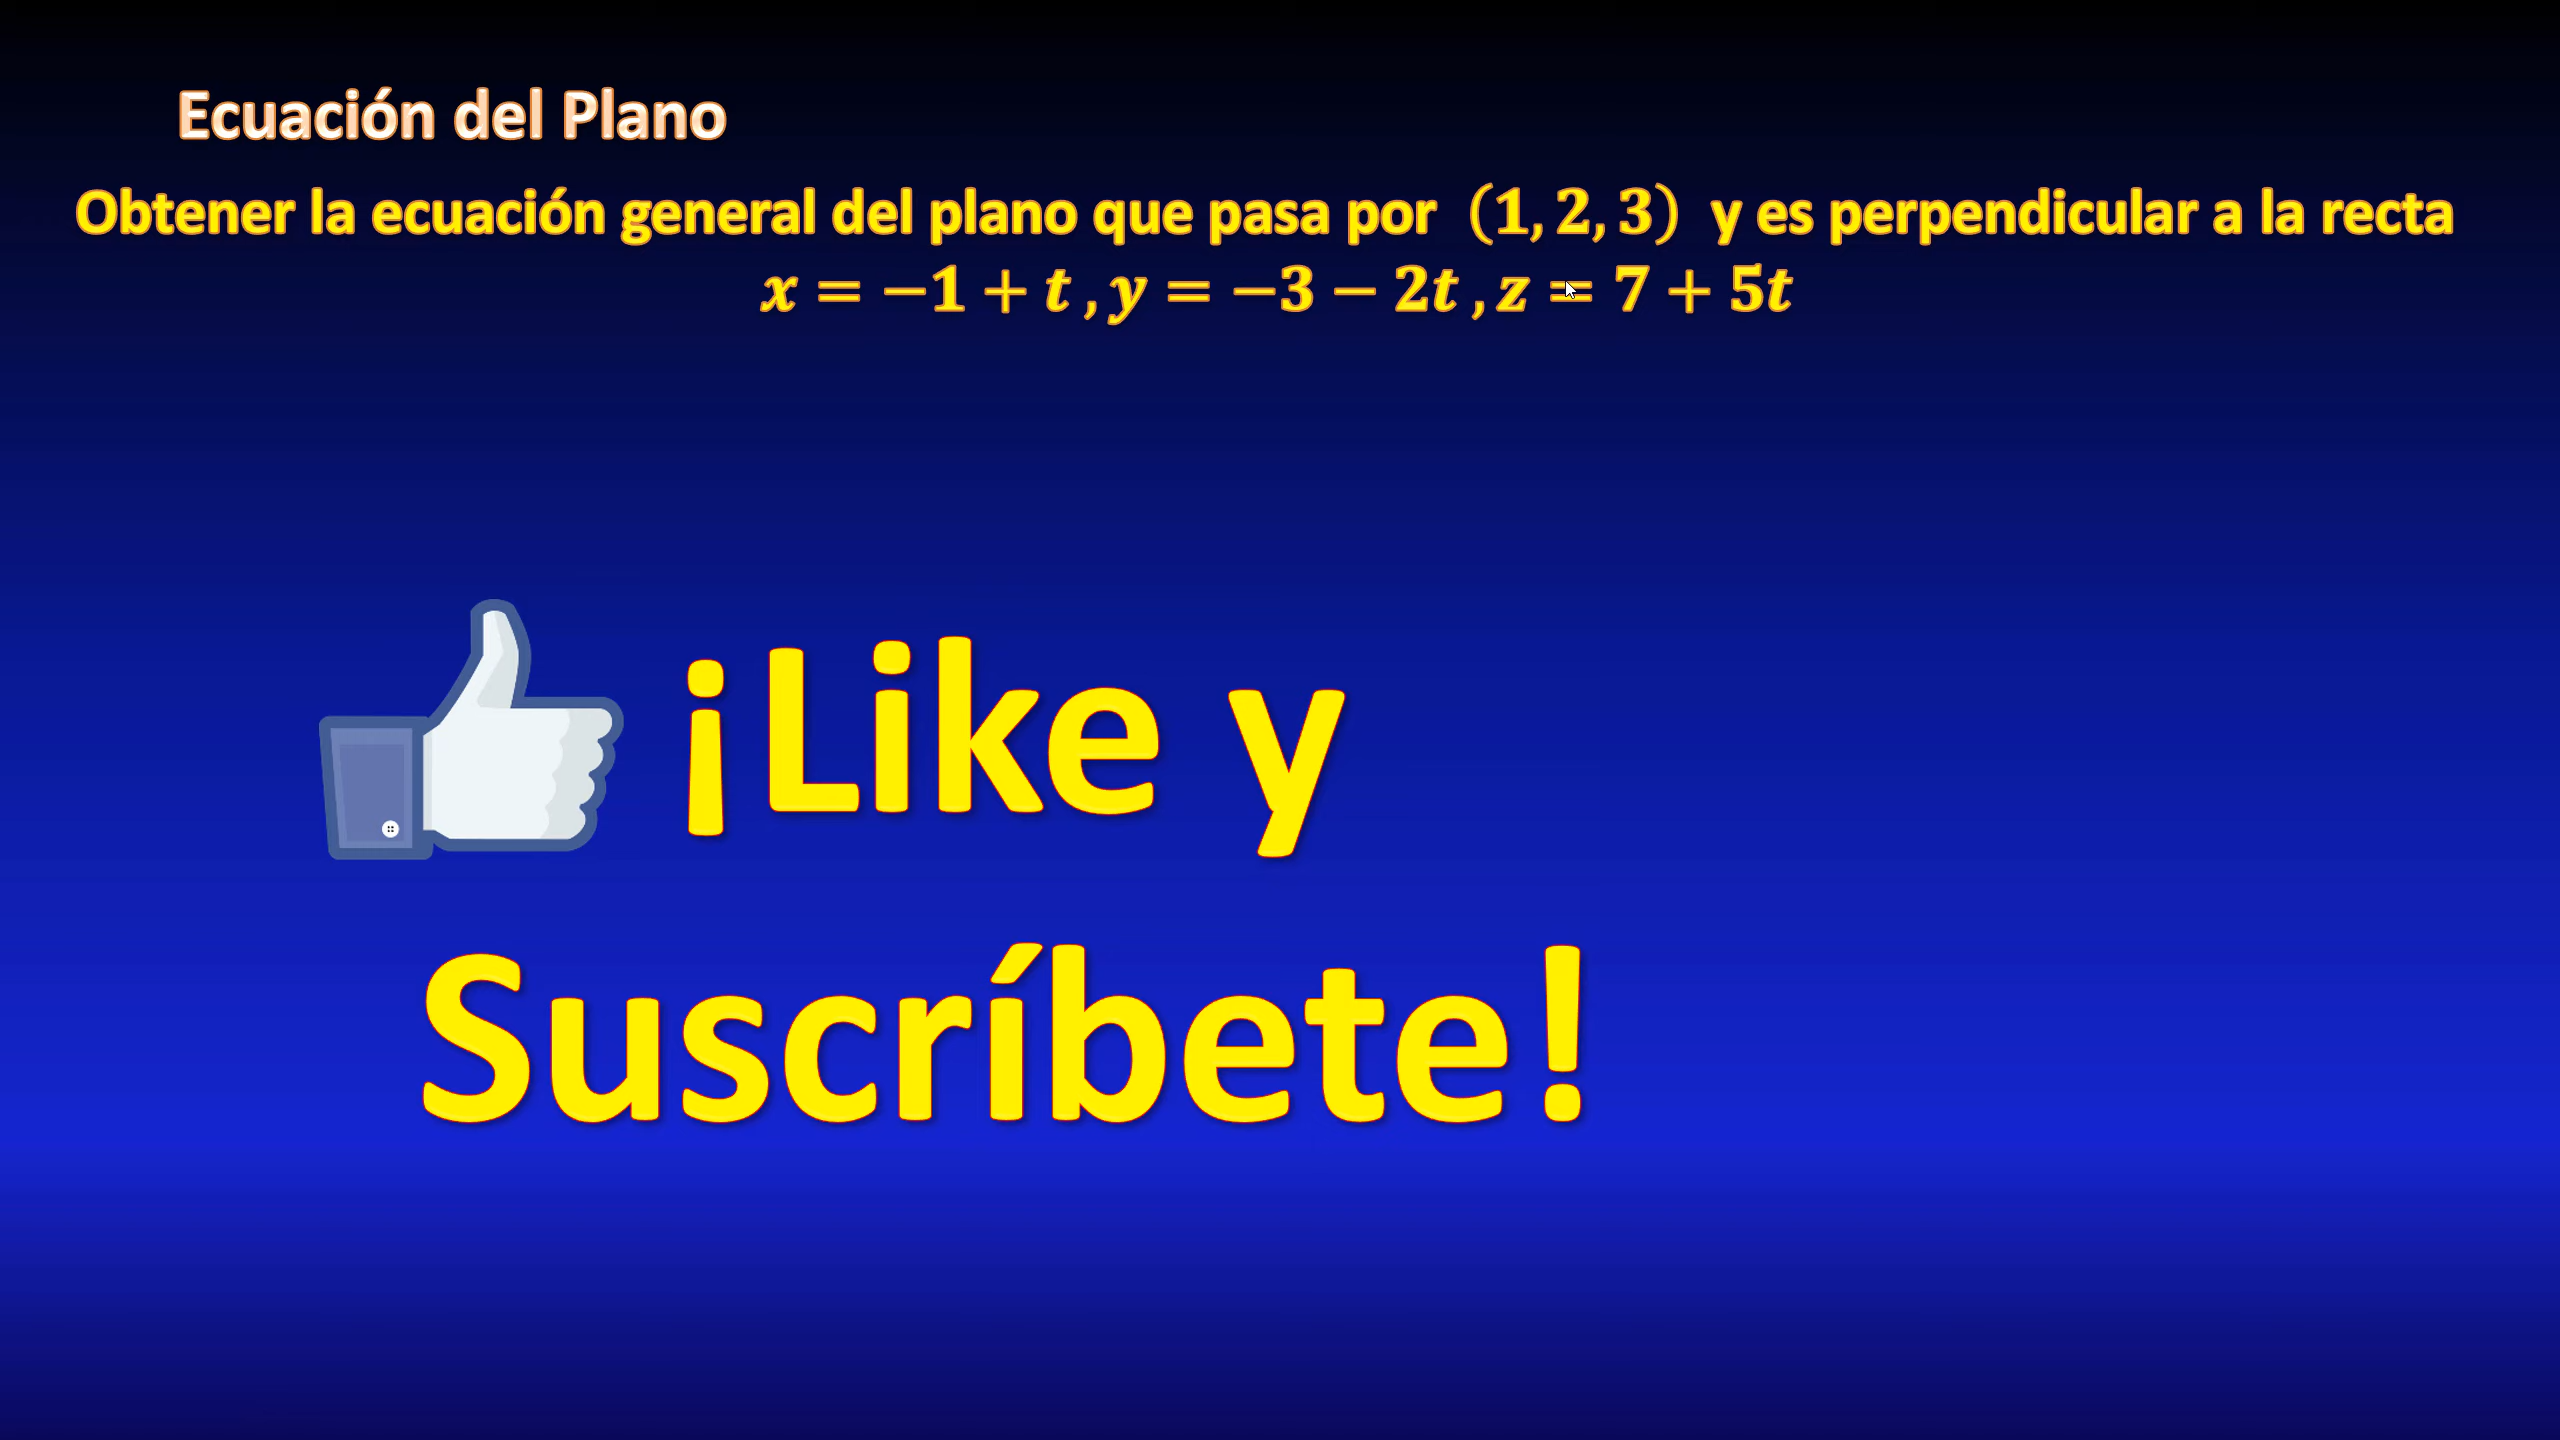 Ecuación del Plano
Obtener la ecuación general del plano que pasa por (1, 2, 3) y es perpendicular a la recta
x = −1 + t , y = −3 − 2t , z = 7 + 5t
¡Like y
Suscríbete!